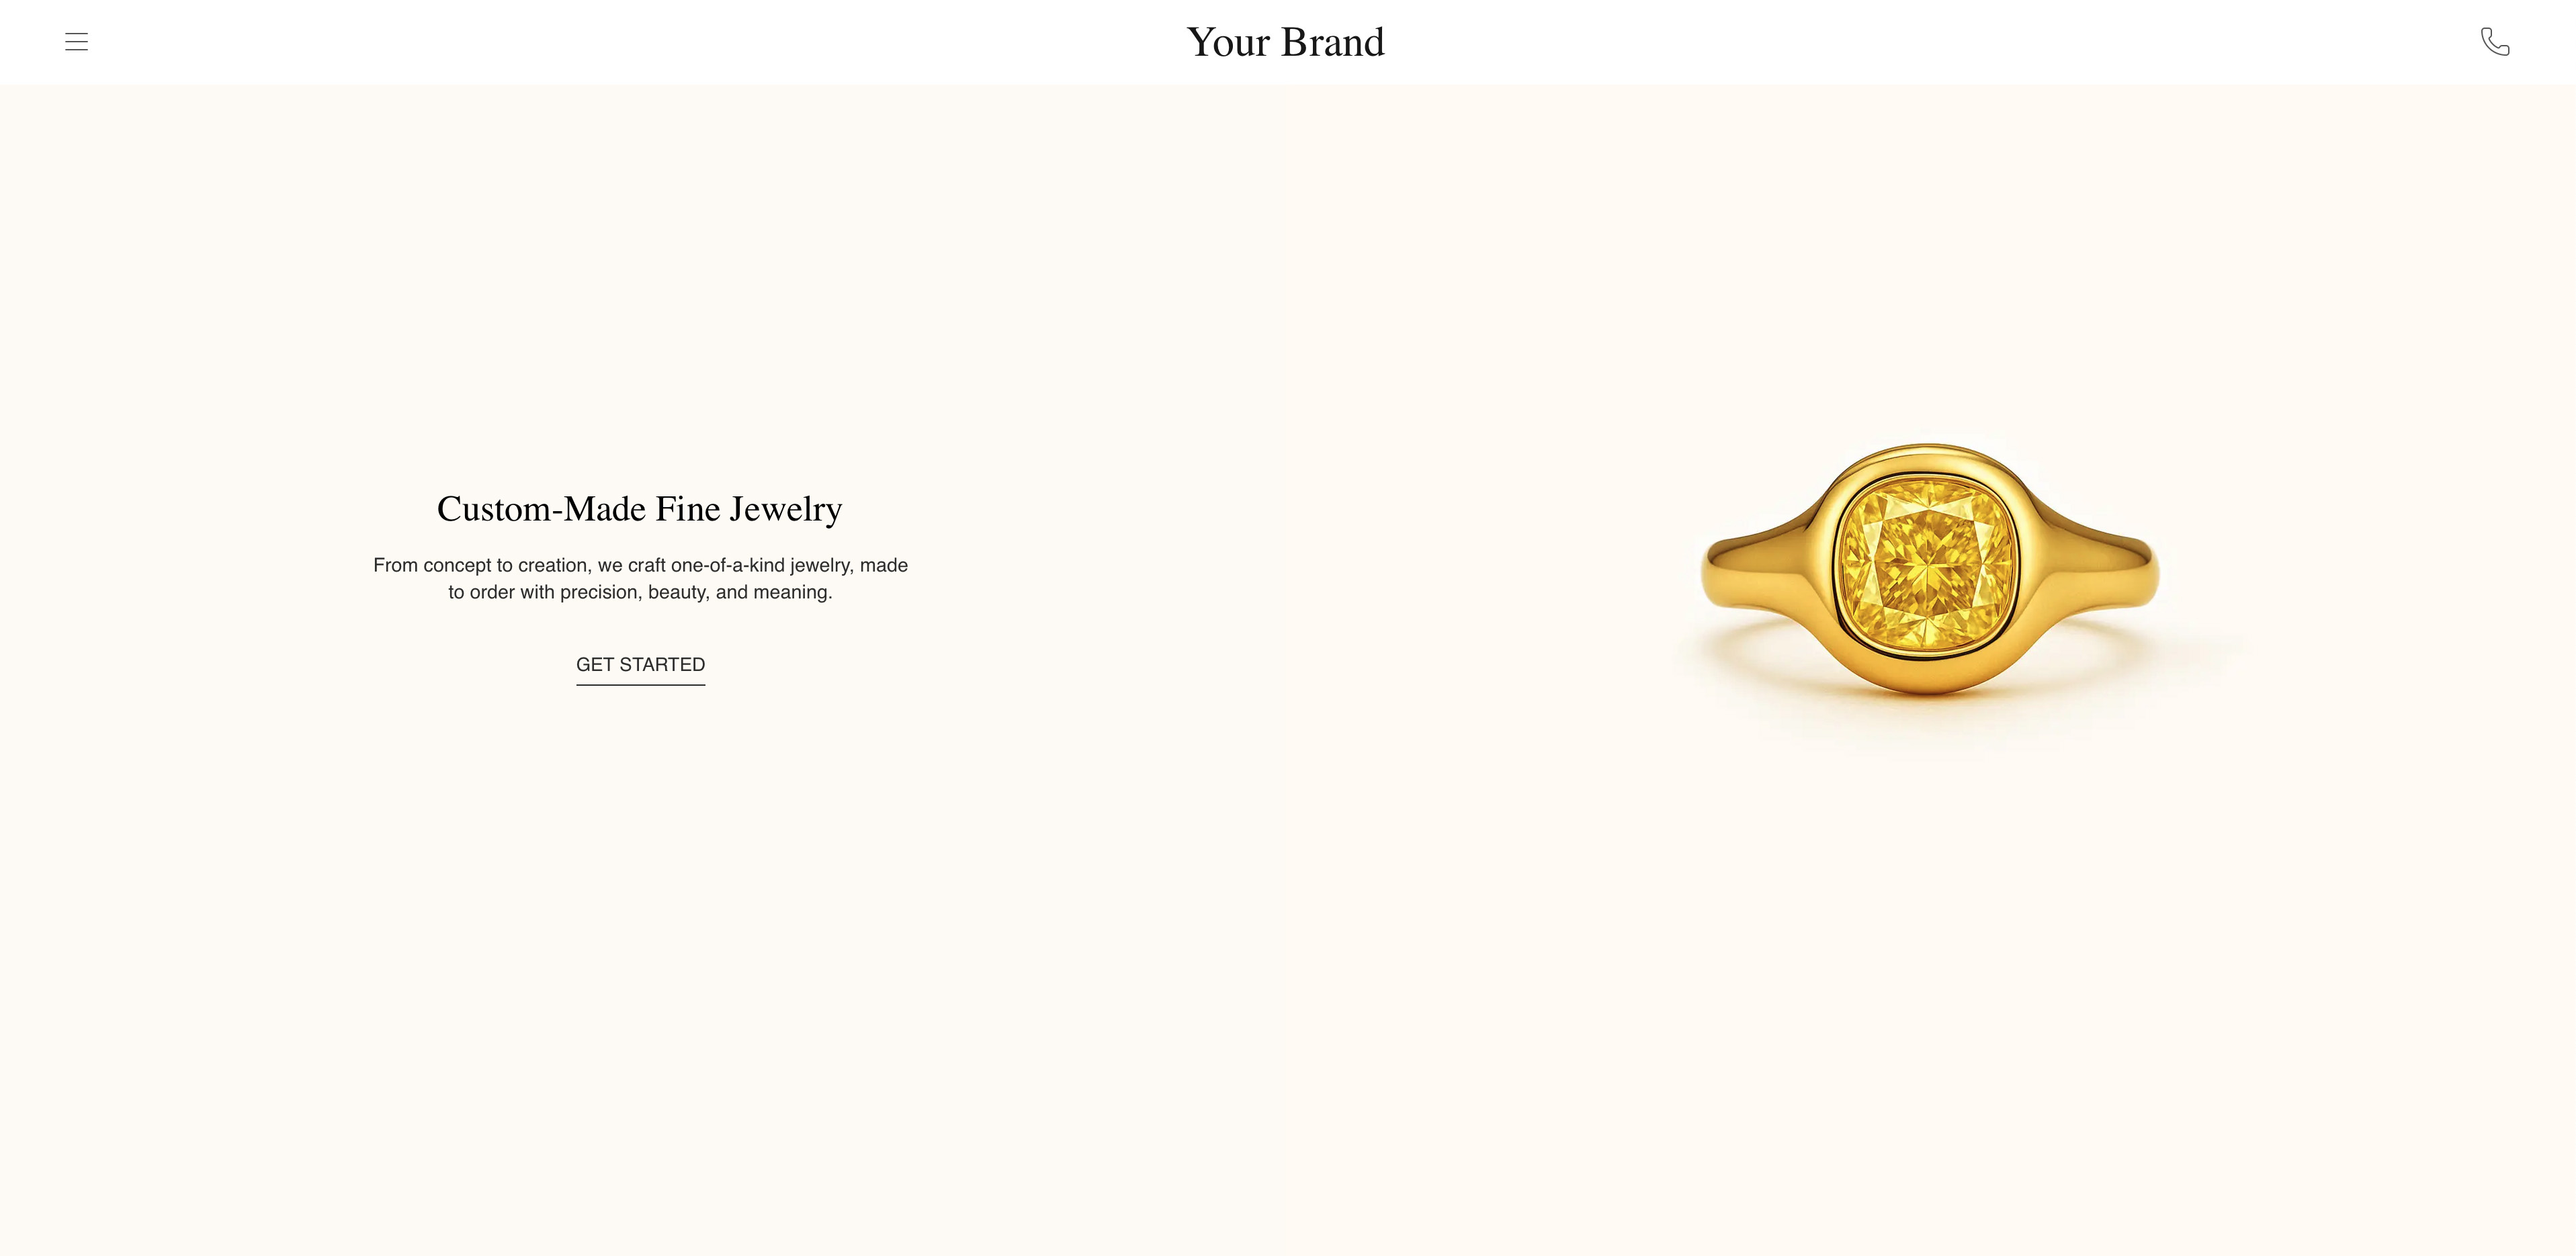 Your Brand
Custom-Made Fine Jewelry
From concept to creation, we craft one-of-a-kind jewelry, made
to order with precision, beauty, and meaning.
GET STARTED